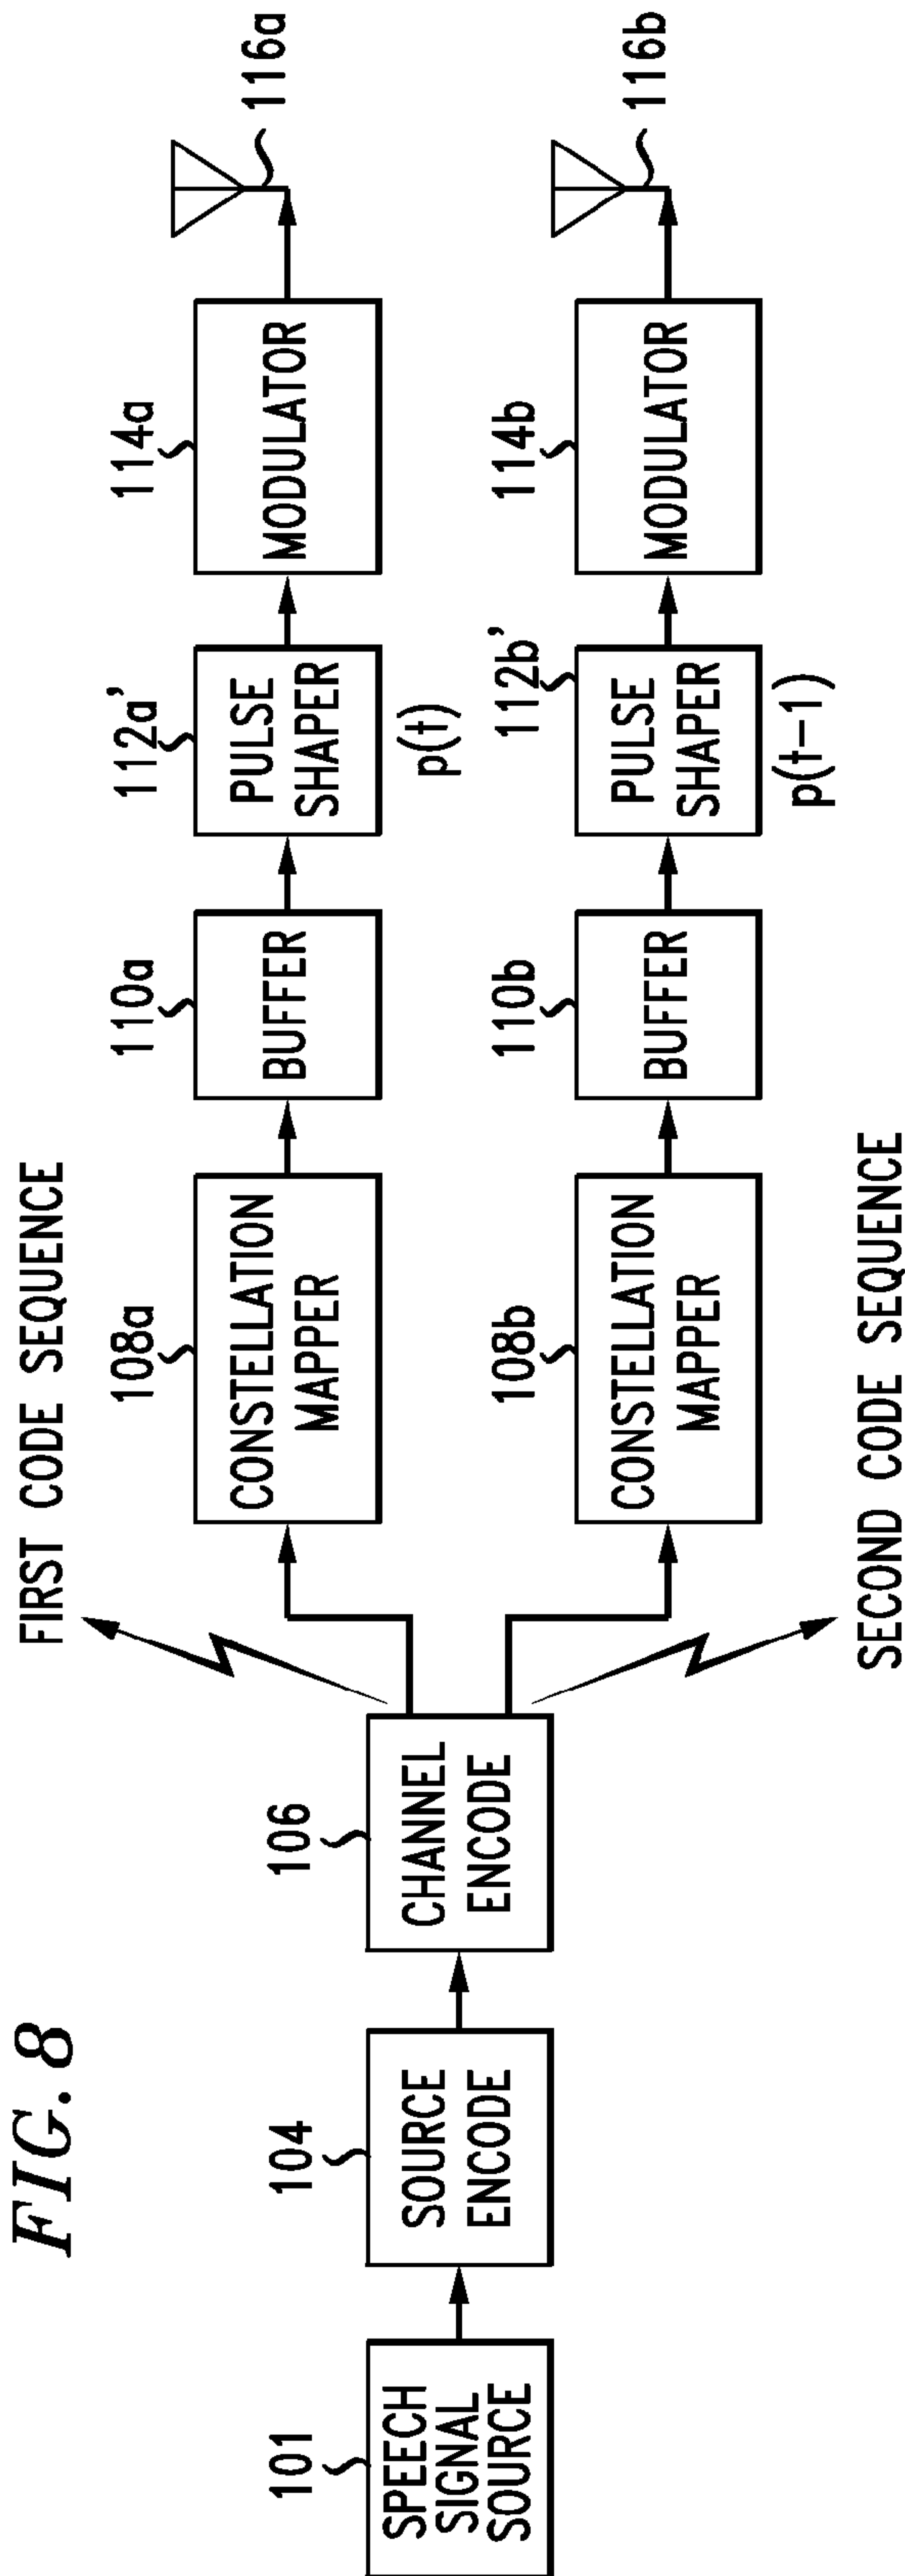 FIG. 8
FIRST CODE SEQUENCE
101
SPEECH
SIGNAL
SOURCE
104
SOURCE
ENCODE
106
CHANNEL
ENCODE
108a
CONSTELLATION
MAPPER
110a
BUFFER
112a'
PULSE
SHAPER
p(t)
114a
MODULATOR
116a
108b
CONSTELLATION
MAPPER
110b
BUFFER
112b'
PULSE
SHAPER
p(t-1)
114b
MODULATOR
116b
SECOND CODE SEQUENCE